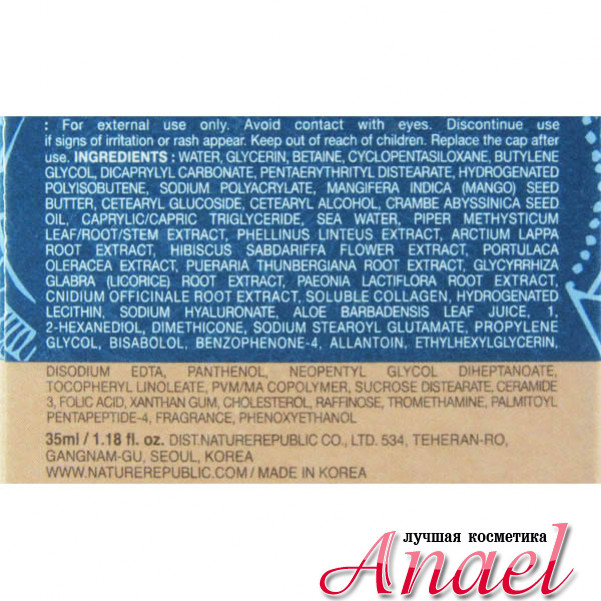 : For external use only. Avoid contact with eyes. Discontinue use
if signs of irritation or rash appear. Keep out of reach of children. Replace the cap after
use. INGREDIENTS : WATER, GLYCERIN, BETAINE, CYCLOPENTASILOXANE, BUTYLENE
GLYCOL, DICAPRYLYL CARBONATE, PENTAERYTHRITYL DISTEARATE, HYDROGENATED
POLYISOBUTENE, SODIUM POLYACRYLATE, MANGIFERA INDICA (MANGO) SEED
BUTTER, CETEARYL GLUCOSIDE, CETEARYL ALCOHOL, CRAMBE ABYSSINICA SEED
OIL, CAPRYLIC/CAPRIC TRIGLYCERIDE, SEA WATER, PIPER METHYSTICUM
LEAF/ROOT/STEM EXTRACT, PHELLINUS LINTEUS EXTRACT, ARCTIUM LAPPA
ROOT EXTRACT, HIBISCUS SABDARIFFA FLOWER EXTRACT, PORTULACA
OLERACEA EXTRACT, PUERARIA THUNBERGIANA ROOT EXTRACT, GLYCYRRHIZA
GLABRA (LICORICE) ROOT EXTRACT, PAEONIA LACTIFLORA ROOT EXTRACT,
CNIDIUM OFFICINALE ROOT EXTRACT, SOLUBLE COLLAGEN, HYDROGENATED
LECITHIN, SODIUM HYALURONATE, ALOE BARBADENSIS LEAF JUICE, 1,
2-HEXANEDIOL, DIMETHICONE, SODIUM STEAROYL GLUTAMATE, PROPYLENE
GLYCOL, BISABOLOL, BENZOPHENONE-4, ALLANTOIN, ETHYLHEXYLGLYCERIN,
DISODIUM EDTA, PANTHENOL, NEOPENTYL GLYCOL DIHEPTANOATE,
TOCOPHERYL LINOLEATE, PVM/MA COPOLYMER, SUCROSE DISTEARATE, CERAMIDE
3, FOLIC ACID, XANTHAN GUM, CHOLESTEROL, RAFFINOSE, TROMETHAMINE, PALMITOYL
PENTAPEPTIDE-4, FRAGRANCE, PHENOXYETHANOL
35ml / 1.18 fl. oz. DIST.NATUREREPUBLIC CO., LTD. 534, TEHERAN-RO,
GANGNAM-GU, SEOUL, KOREA
WWW.NATUREREPUBLIC.COM / MADE IN KOREA
лучшая косметика
Anael